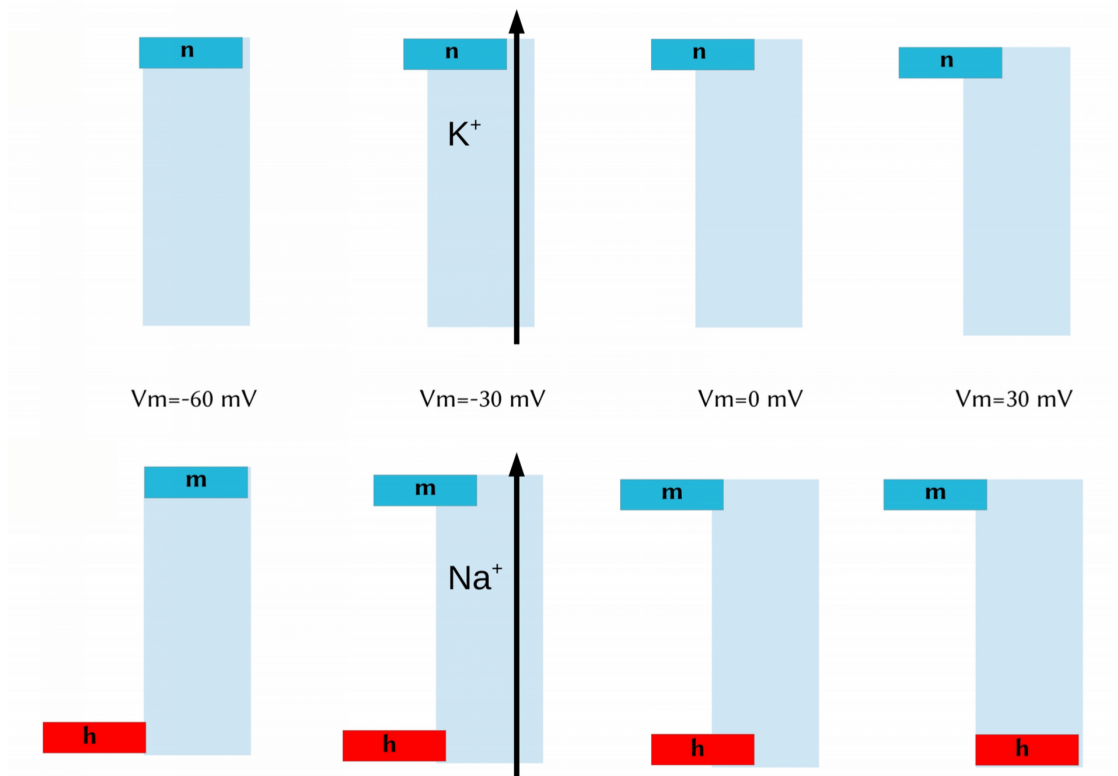 n n n n
K⁺
Vm=-60 mV Vm=-30 mV Vm=0 mV Vm=30 mV
m m m m
Na⁺
h h h h